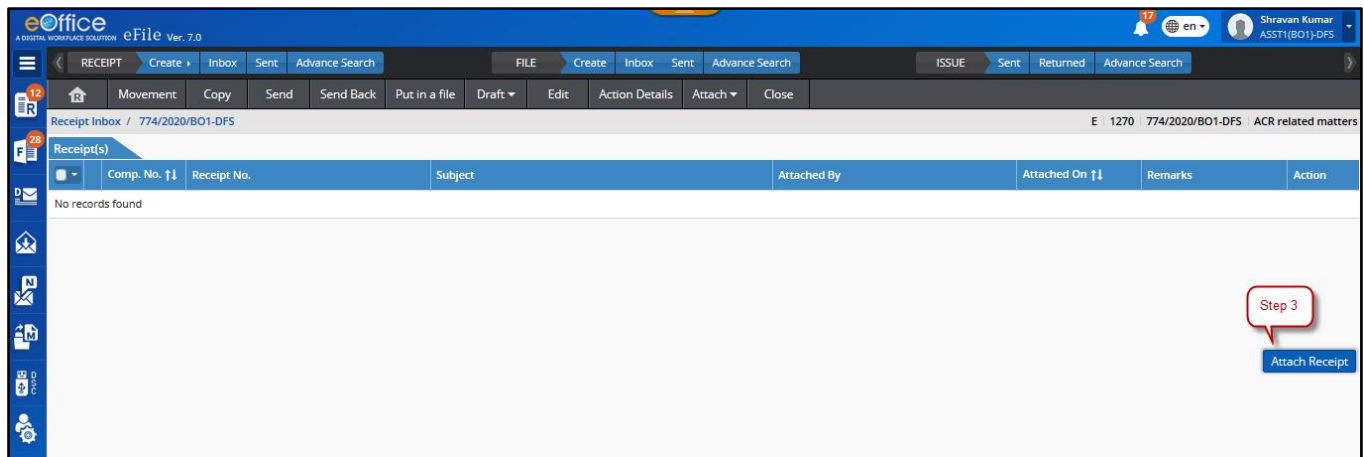 eOffice
A DIGITAL WORKPLACE SOLUTION eFile Ver. 7.0
17
en
Shravan Kumar
ASST1(BO1)-DFS
RECEIPT Create Inbox Sent Advance Search FILE Create Inbox Sent Advance Search ISSUE Sent Returned Advance Search
12
R
R Movement Copy Send Send Back Put in a file Draft Edit Action Details Attach Close
Receipt Inbox / 774/2020/BO1-DFS E 1270 774/2020/BO1-DFS ACR related matters
28
F
Receipt(s)
Comp. No. Receipt No. Subject Attached By Attached On Remarks Action
D
No records found
N
Step 3
M
Attach Receipt
DSC